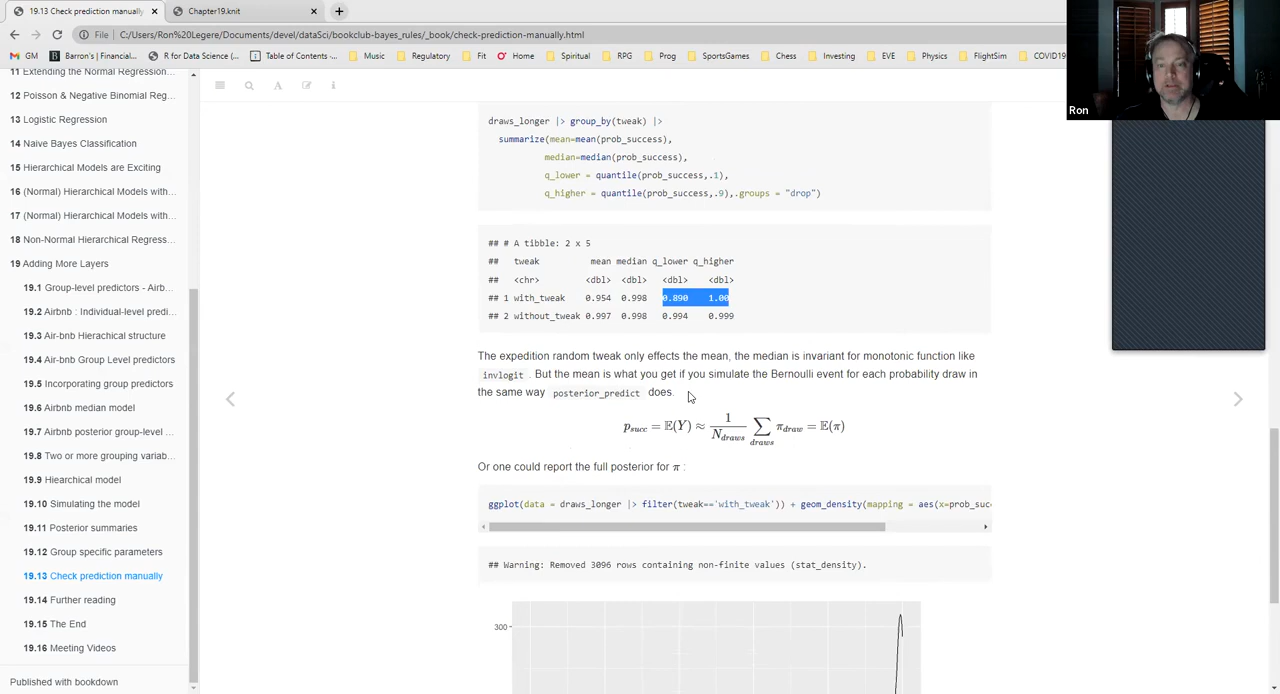 19.13 Check prediction manually
Chapter19.knit
File
C:/Users/Ron%20Legere/Documents/devel/dataSci/bookclub-bayes_rules/_book/check-prediction-manually.html
GM
Barron's | Financial...
R for Data Science (...
Table of Contents -...
Music
Regulatory
Fit
Home
Spiritual
RPG
Prog
SportsGames
Chess
Investing
EVE
Physics
FlightSim
COVID19
Ron
11 Extending the Normal Regression...
12 Poisson & Negative Binomial Reg...
13 Logistic Regression
14 Naive Bayes Classification
15 Hierarchical Models are Exciting
16 (Normal) Hierarchical Models with...
17 (Normal) Hierarchical Models with...
18 Non-Normal Hierarchical Regress...
19 Adding More Layers
19.1 Group-level predictors - Airb...
19.2 Airbnb : Individual-level predi...
19.3 Air-bnb Hierachical structure
19.4 Air-bnb Group Level predictors
19.5 Incorporating group predictors
19.6 Airbnb median model
19.7 Airbnb posterior group-level ...
19.8 Two or more grouping variab...
19.9 Hiearchical model
19.10 Simulating the model
19.11 Posterior summaries
19.12 Group specific parameters
19.13 Check prediction manually
19.14 Further reading
19.15 The End
19.16 Meeting Videos
Published with bookdown
draws_longer |> group_by(tweak) |>
summarize(mean=mean(prob_success),
median=median(prob_success),
q_lower = quantile(prob_success,.1),
q_higher = quantile(prob_success,.9),.groups = "drop")
## # A tibble: 2 x 5
## tweak mean median q_lower q_higher
## <chr> <dbl> <dbl> <dbl> <dbl>
## 1 with_tweak 0.954 0.998 0.890 1.00
## 2 without_tweak 0.997 0.998 0.994 0.999
The expedition random tweak only effects the mean, the median is invariant for monotonic function like
invlogit . But the mean is what you get if you simulate the Bernoulli event for each probability draw in
the same way posterior_predict does.
p_succ = 𝔼(Y) ≈ 1/N_draws ∑_draws π_draw = 𝔼(π)
Or one could report the full posterior for π :
ggplot(data = draws_longer |> filter(tweak=='with_tweak')) + geom_density(mapping = aes(x=prob_suc
## Warning: Removed 3096 rows containing non-finite values (stat_density).
300